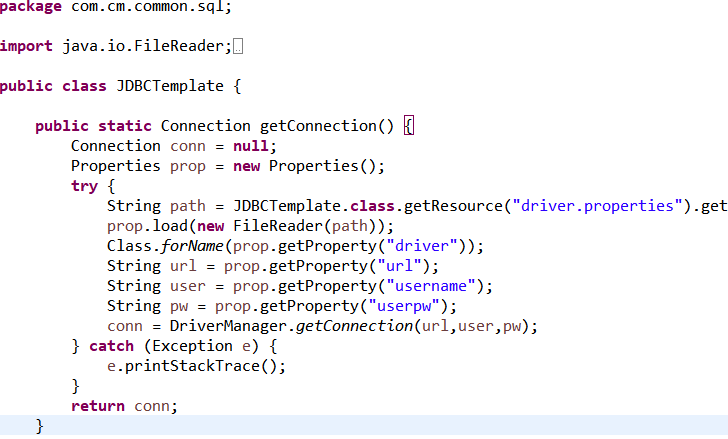 package com.cm.common.sql;
import java.io.FileReader;
public class JDBCTemplate {
public static Connection getConnection() {
Connection conn = null;
Properties prop = new Properties();
try {
String path = JDBCTemplate.class.getResource("driver.properties").get
prop.load(new FileReader(path));
Class.forName(prop.getProperty("driver"));
String url = prop.getProperty("url");
String user = prop.getProperty("username");
String pw = prop.getProperty("userpw");
conn = DriverManager.getConnection(url,user,pw);
} catch (Exception e) {
e.printStackTrace();
}
return conn;
}